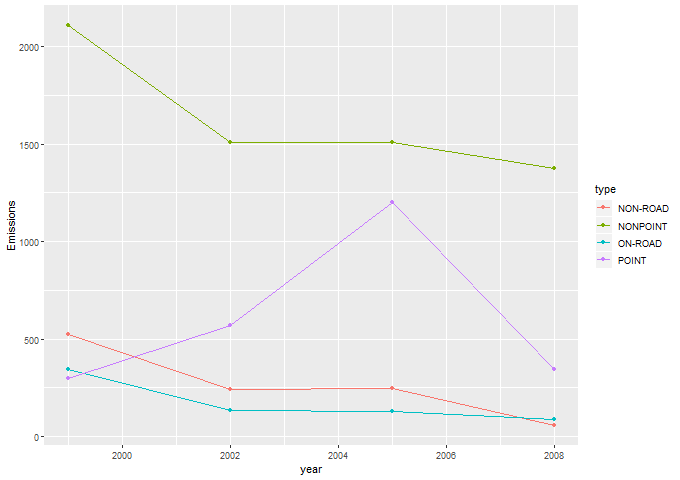 Emissions
2000
1500
1000
500
0
2000
2002
2004
2006
2008
year
type
NON-ROAD
NONPOINT
ON-ROAD
POINT